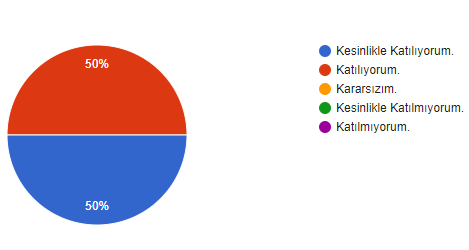 50%
50%
Kesinlikle Katılıyorum.
Katılıyorum.
Kararsızım.
Kesinlikle Katılmıyorum.
Katılmıyorum.